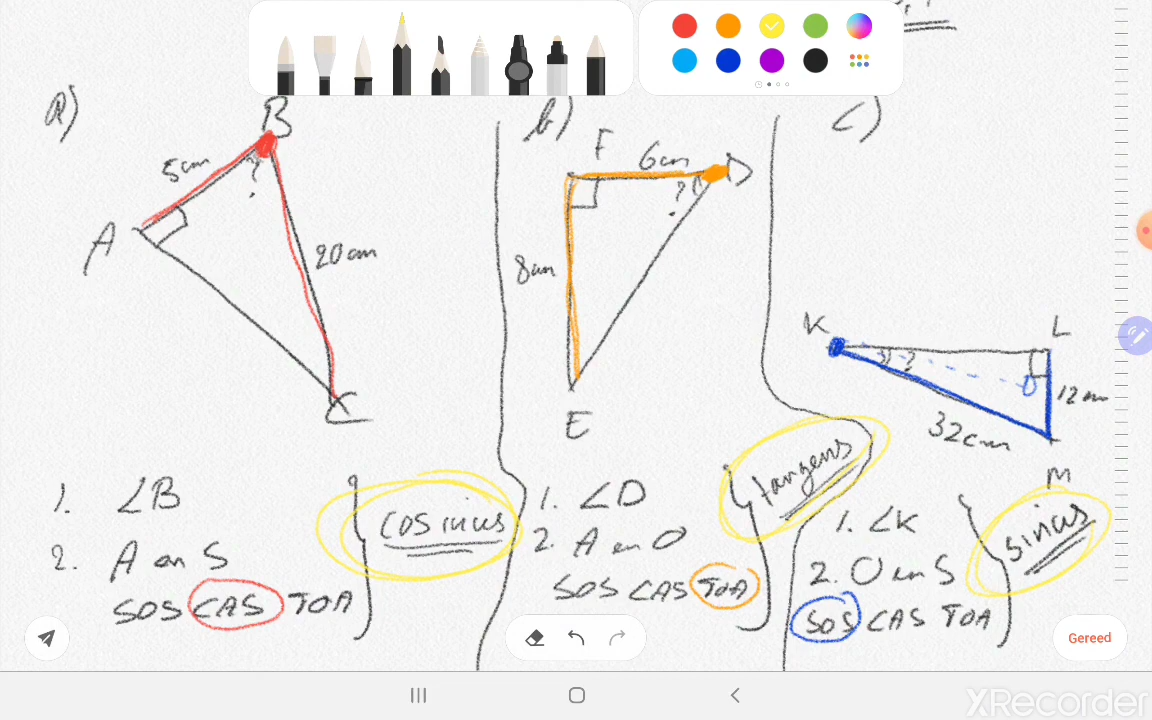 a)
B
5cm
?
A
20cm
C
1. ∠B
2. A en S
SOS CAS TOA
cosinus
b)
F
6cm
D
?
8cm
E
1. ∠D
2. A en O
SOS CAS TOA
tangens
c)
K
L
?
O
12cm
32cm
M
1. ∠K
2. O en S
SOS CAS TOA
sinus
Gereed
XRecorder